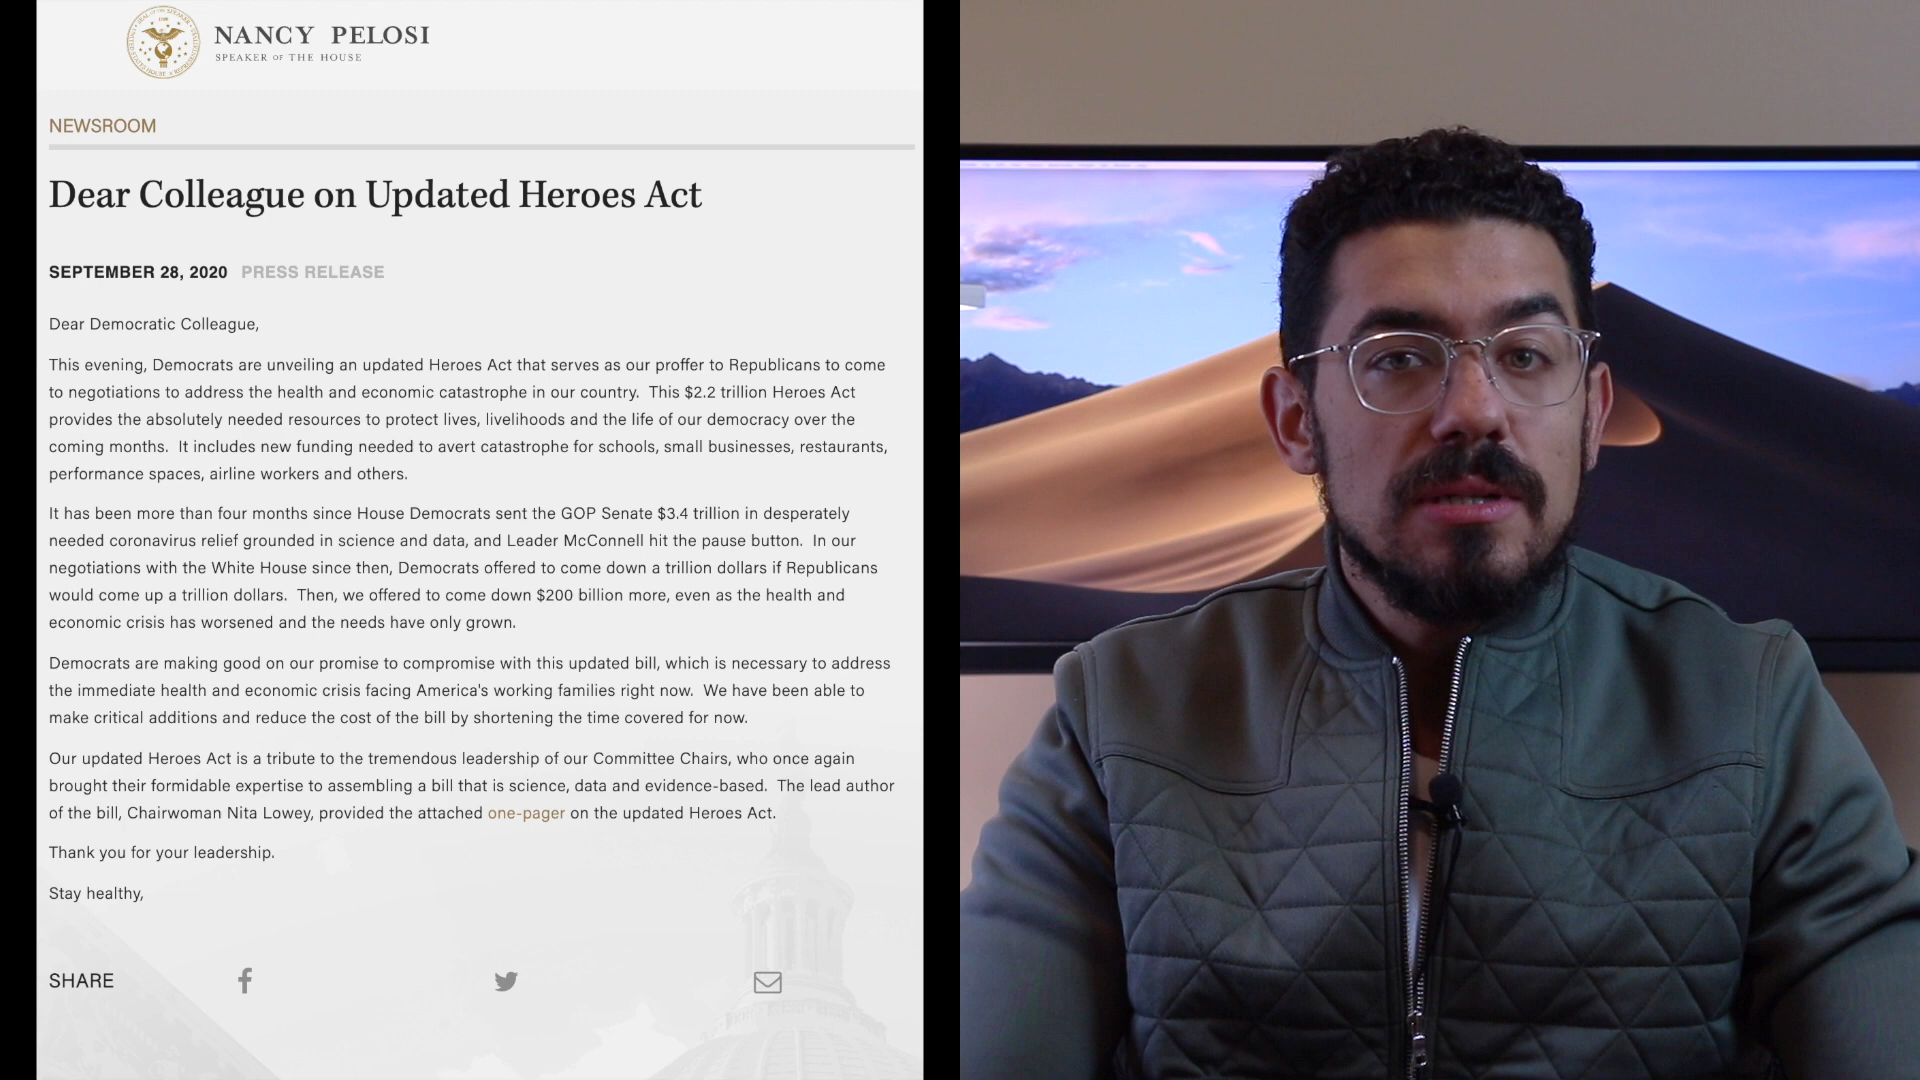 NANCY PELOSI
SPEAKER OF THE HOUSE
NEWSROOM
Dear Colleague on Updated Heroes Act
SEPTEMBER 28, 2020 PRESS RELEASE
Dear Democratic Colleague,
This evening, Democrats are unveiling an updated Heroes Act that serves as our proffer to Republicans to come
to negotiations to address the health and economic catastrophe in our country. This $2.2 trillion Heroes Act
provides the absolutely needed resources to protect lives, livelihoods and the life of our democracy over the
coming months. It includes new funding needed to avert catastrophe for schools, small businesses, restaurants,
performance spaces, airline workers and others.
It has been more than four months since House Democrats sent the GOP Senate $3.4 trillion in desperately
needed coronavirus relief grounded in science and data, and Leader McConnell hit the pause button. In our
negotiations with the White House since then, Democrats offered to come down a trillion dollars if Republicans
would come up a trillion dollars. Then, we offered to come down $200 billion more, even as the health and
economic crisis has worsened and the needs have only grown.
Democrats are making good on our promise to compromise with this updated bill, which is necessary to address
the immediate health and economic crisis facing America's working families right now. We have been able to
make critical additions and reduce the cost of the bill by shortening the time covered for now.
Our updated Heroes Act is a tribute to the tremendous leadership of our Committee Chairs, who once again
brought their formidable expertise to assembling a bill that is science, data and evidence-based. The lead author
of the bill, Chairwoman Nita Lowey, provided the attached one-pager on the updated Heroes Act.
Thank you for your leadership.
Stay healthy,
SHARE